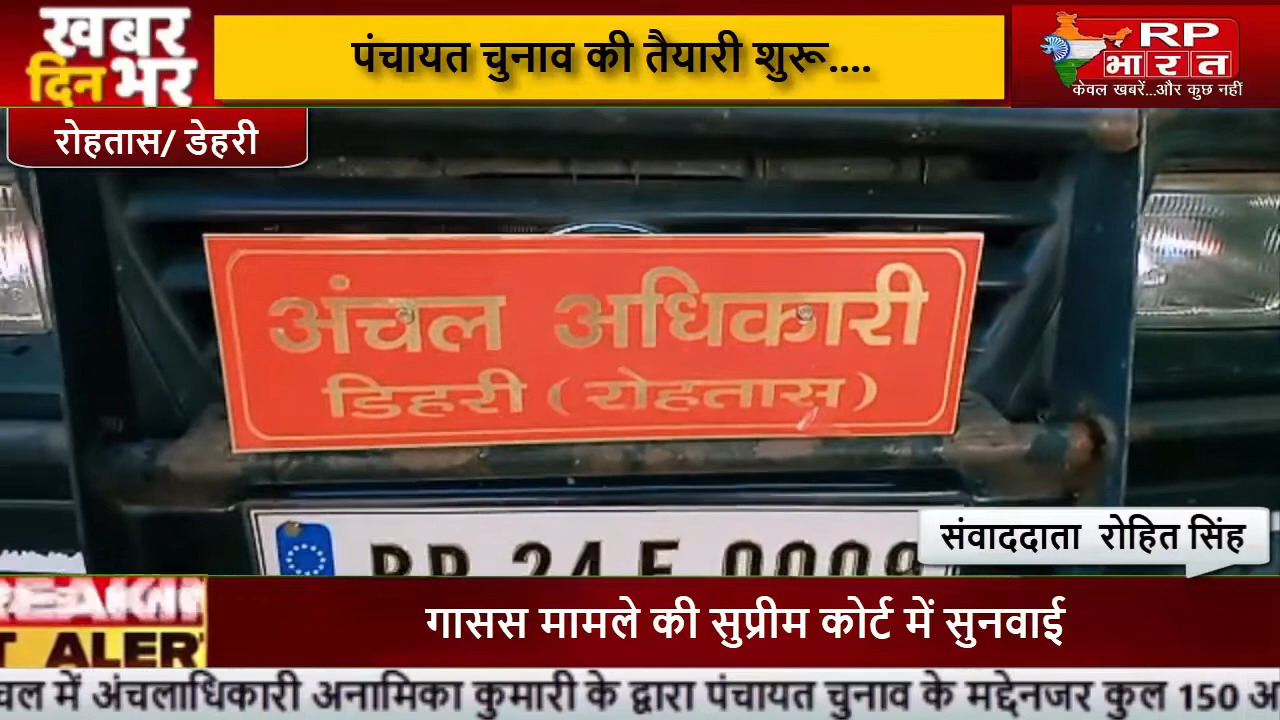 खबर
दिन भर
पंचायत चुनाव की तैयारी शुरू....
RP
भारत
केवल खबरें...और कुछ नहीं
रोहतास/ डेहरी
अंचल अधिकारी
डिहरी (रोहतास)
24
संवाददाता रोहित सिंह
गासस मामले की सुप्रीम कोर्ट में सुनवाई
में अंचलाधिकारी अनामिका कुमारी के द्वारा पंचायत चुनाव के मद्देनजर कुल 150